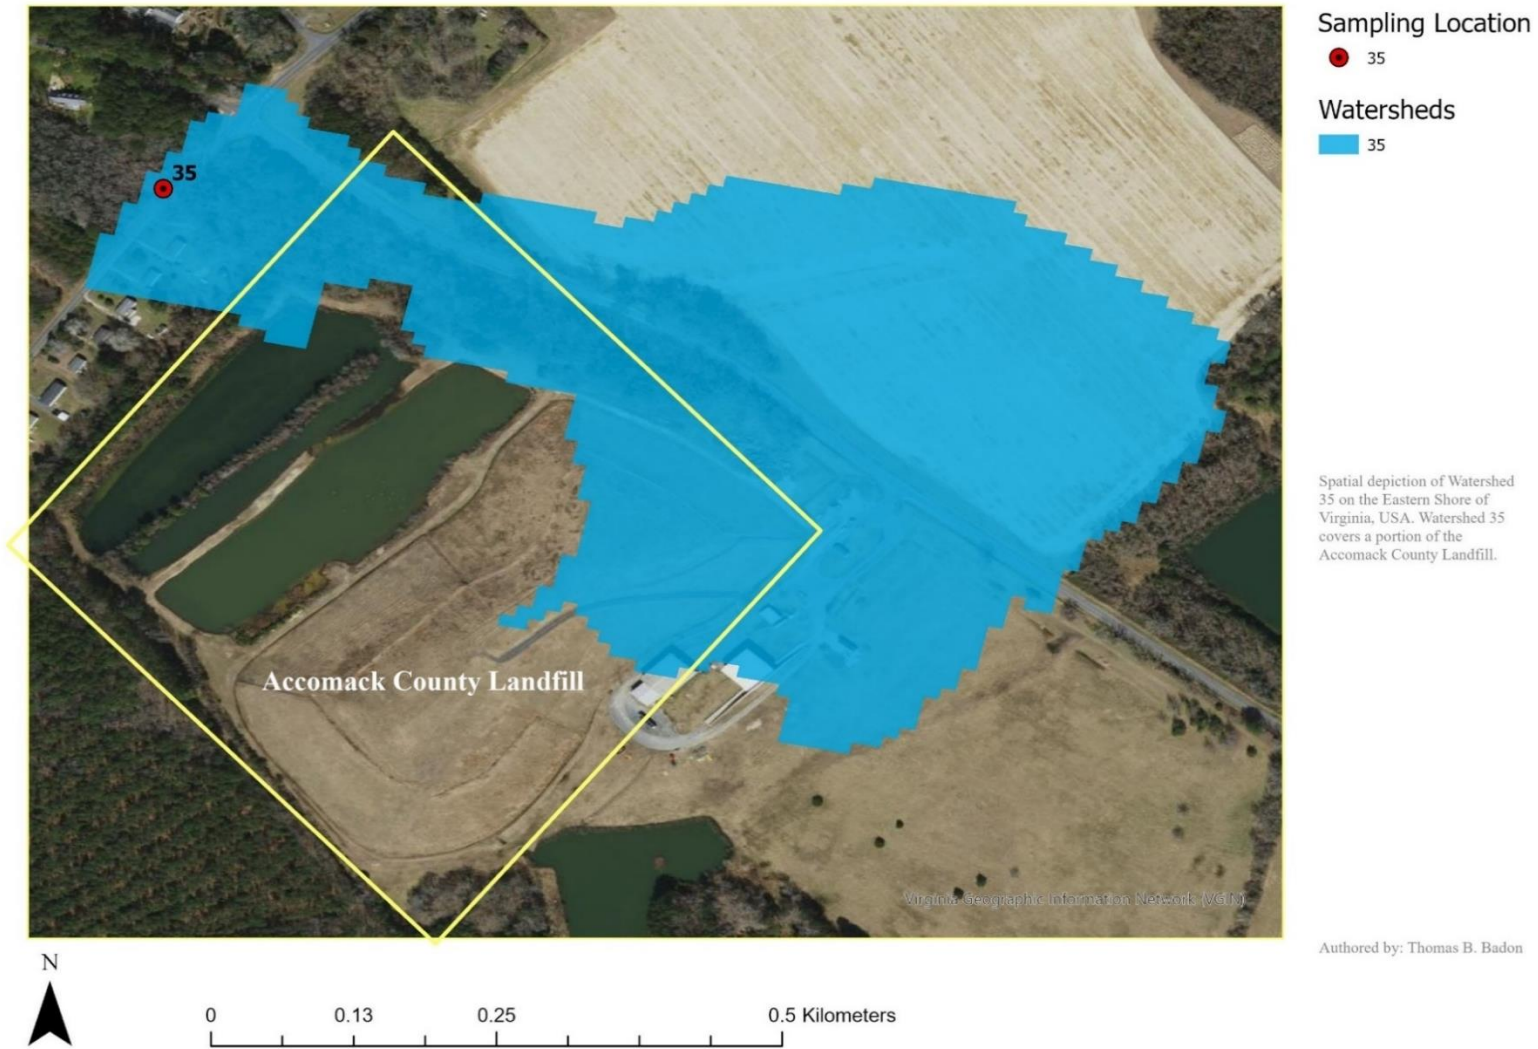 Sampling Location
35
Watersheds
35
35
Accomack County Landfill
Spatial depiction of Watershed
35 on the Eastern Shore of
Virginia, USA. Watershed 35
covers a portion of the
Accomack County Landfill.
Virginia Geographic Information Network (VGIN)
Authored by: Thomas B. Badon
N
0 0.13 0.25 0.5 Kilometers